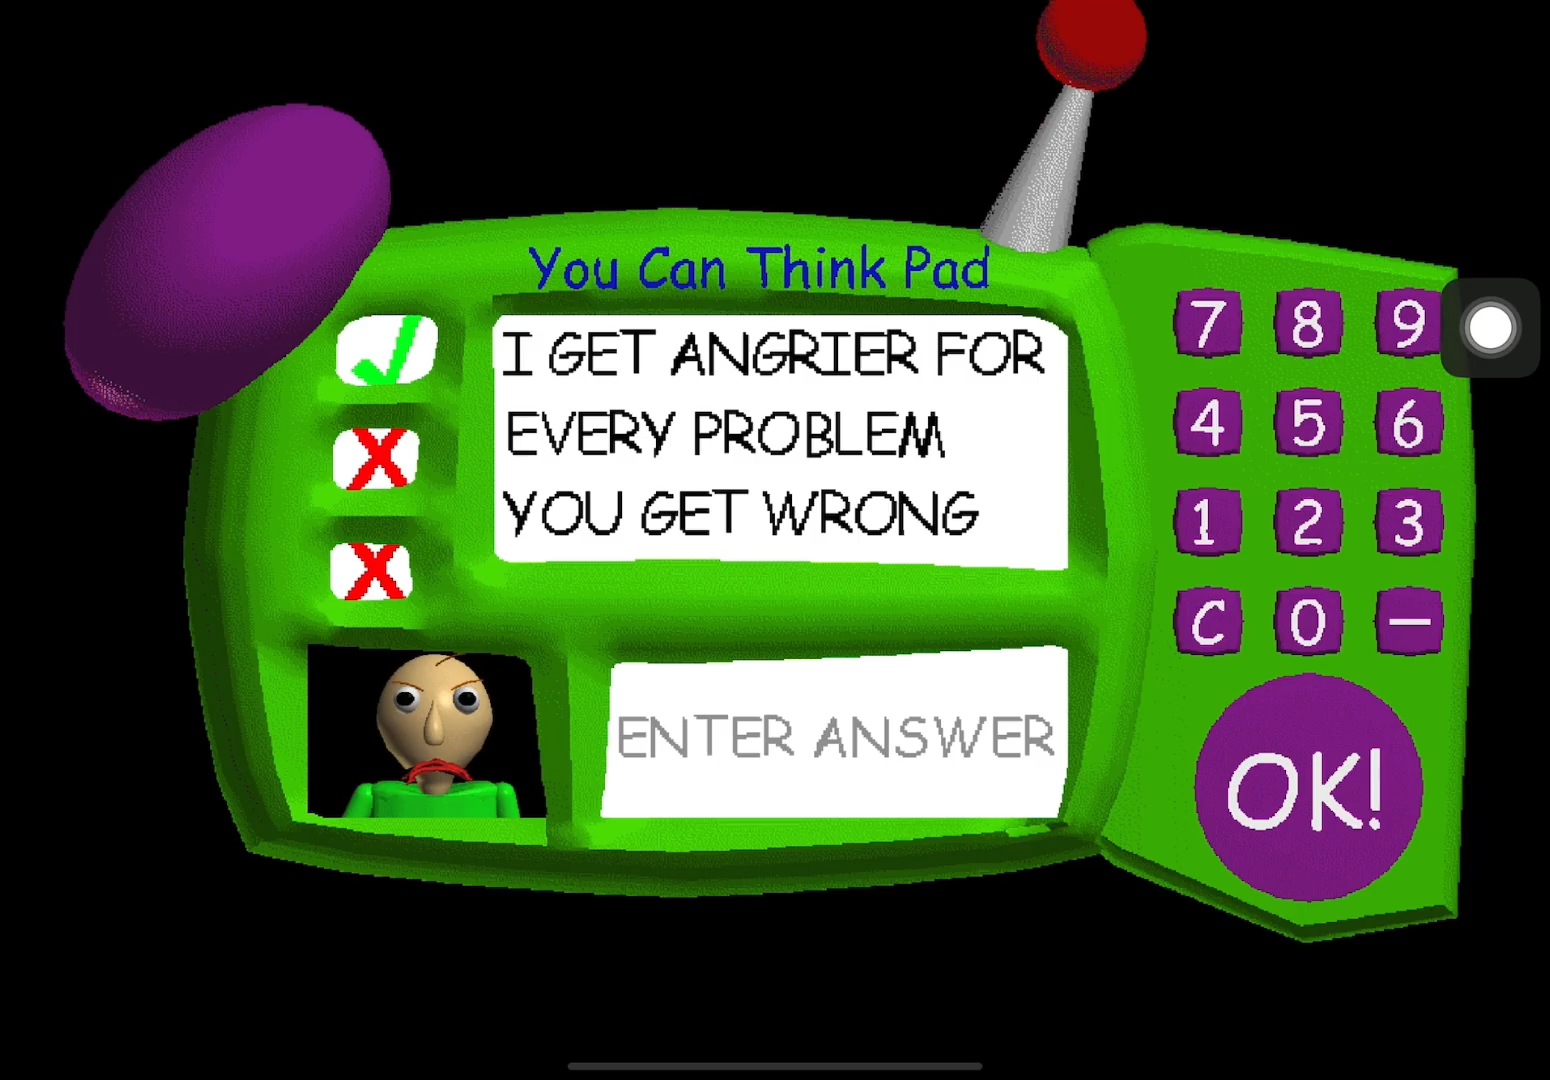 You Can Think Pad
I GET ANGRIER FOR
EVERY PROBLEM
YOU GET WRONG
7 8 9
4 5 6
1 2 3
C 0 —
ENTER ANSWER
OK!